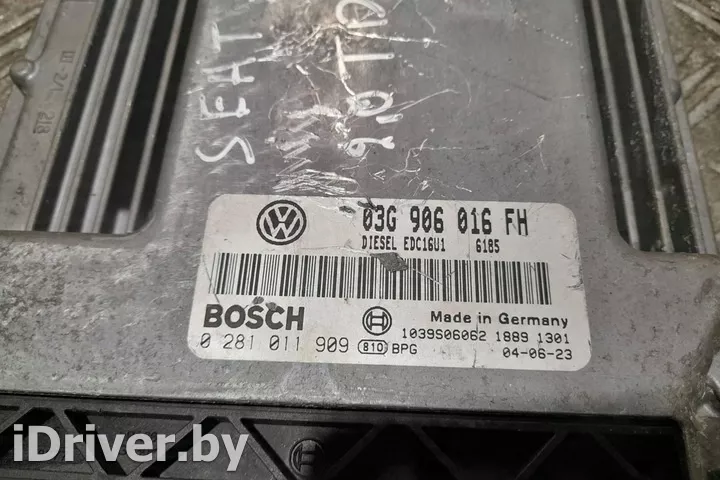 SEAT
03G 906 016 FH
DIESEL EDC16U1 6185
BOSCH
Made in Germany
0 281 011 909 810 BPG
1039S06062 1889 1301
04-06-23
iDriver.by